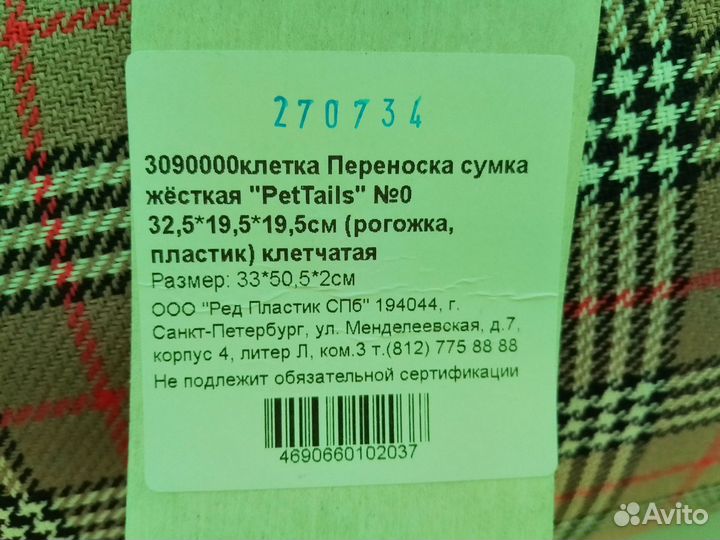 270734
3090000клетка Переноска сумка
жёсткая "PetTails" №0
32,5*19,5*19,5см (рогожка,
пластик) клетчатая
Размер: 33*50,5*2см
ООО "Ред Пластик СПб" 194044, г.
Санкт-Петербург, ул. Менделеевская, д.7,
корпус 4, литер Л, ком.3 т.(812) 775 88 88
Не подлежит обязательной сертификации
4690660102037
Avito